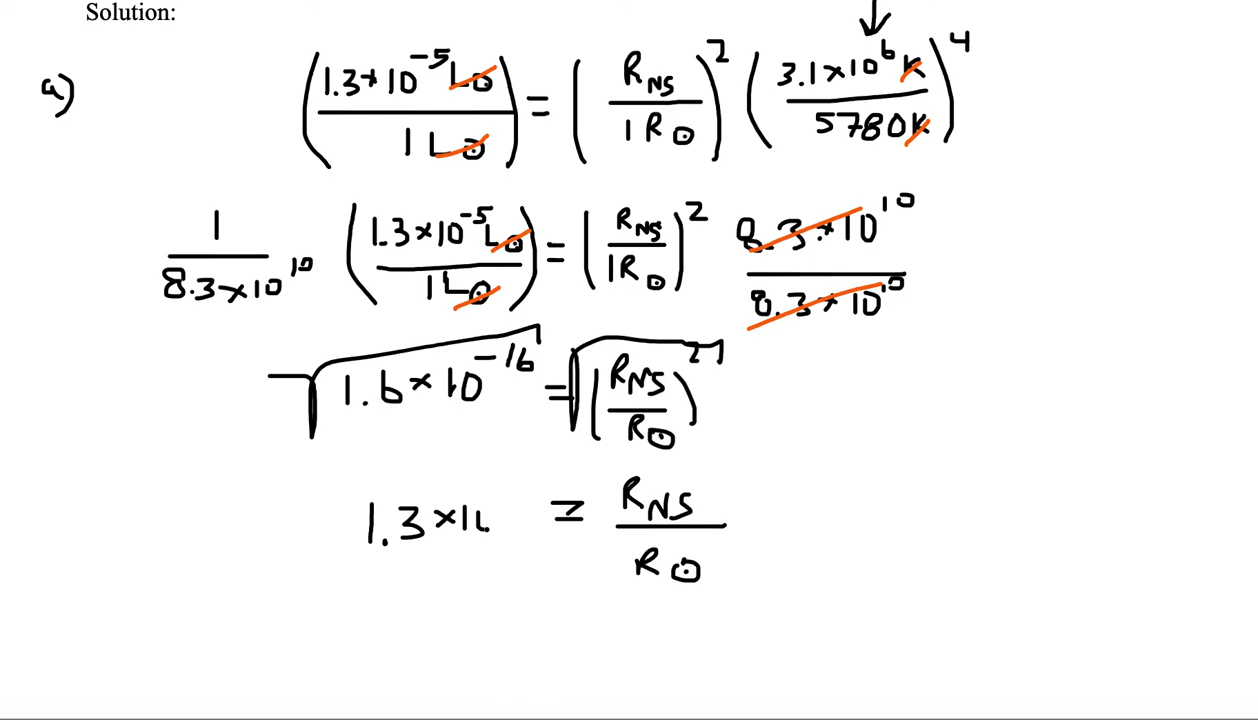 Solution:
a) (1.3×10^-5 L⊙ / 1 L⊙) = (R_NS / 1 R⊙)^2 (3.1×10^6 K / 5780 K)^4
1 / 8.3×10^10 (1.3×10^-5 L⊙ / 1 L⊙) = (R_NS / 1R⊙)^2 8.3×10^10 / 8.3×10^10
√1.6×10^-16 = √(R_NS / R⊙)^2
1.3×1 = R_NS / R⊙